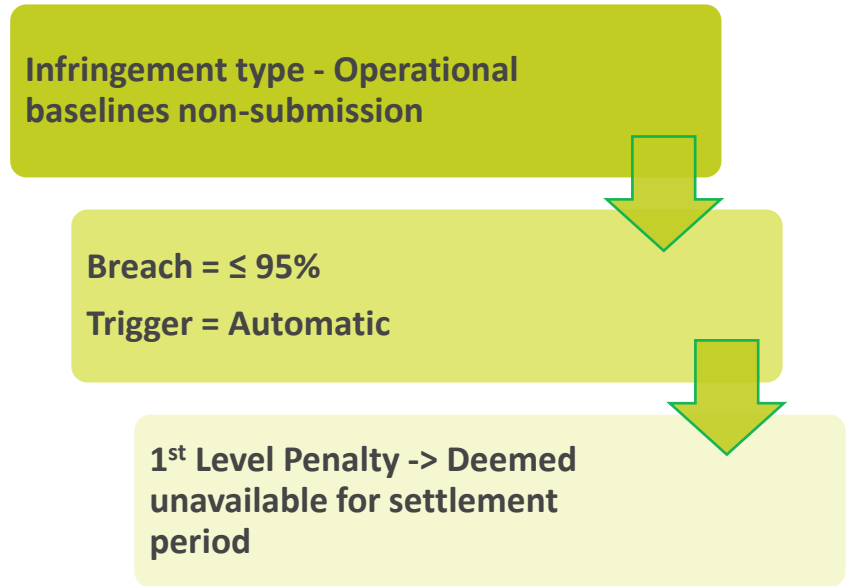 Infringement type - Operational
baselines non-submission
Breach = ≤ 95%
Trigger = Automatic
1st Level Penalty -> Deemed
unavailable for settlement
period